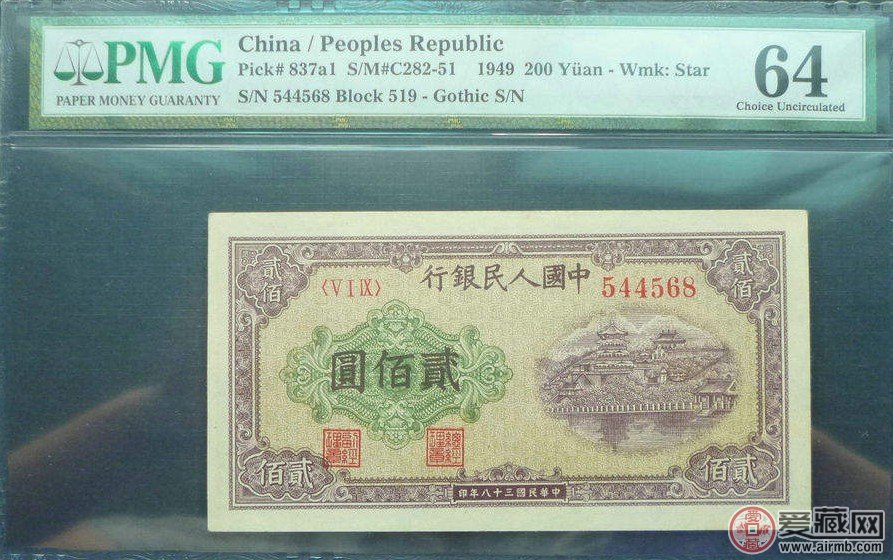 PMG
PAPER MONEY GUARANTY
China / Peoples Republic
Pick# 837a1 S/M#C282-51 1949 200 Yüan - Wmk: Star
S/N 544568 Block 519 - Gothic S/N
64
Choice Uncirculated
貳佰
行銀民人國中
貳佰
〈V I IX〉
544568
圓佰貳
佰貳
印年八十三國民華中
佰貳
爱藏网
www.airmb.com